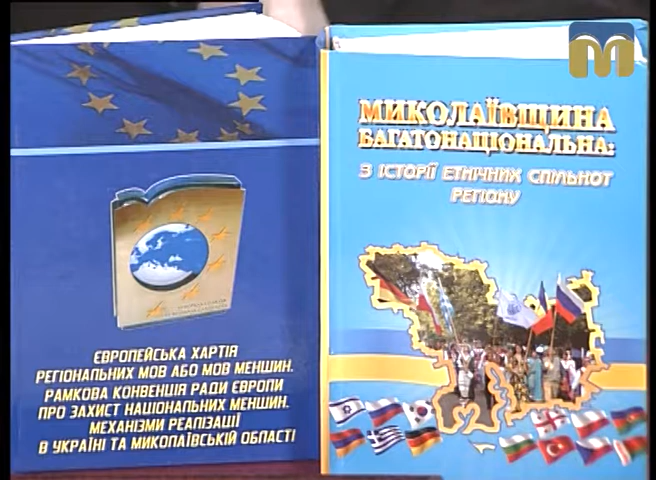 ЄВРОПЕЙСЬКА ХАРТІЯ
РЕГІОНАЛЬНИХ МОВ АБО МОВ МЕНШИН.
РАМКОВА КОНВЕНЦІЯ РАДИ ЄВРОПИ
ПРО ЗАХИСТ НАЦІОНАЛЬНИХ МЕНШИН.
МЕХАНІЗМИ РЕАЛІЗАЦІЇ
В УКРАЇНІ ТА МИКОЛАЇВСЬКІЙ ОБЛАСТІ
МИКОЛАЇВЩИНА
БАГАТОНАЦІОНАЛЬНА:
З ІСТОРІЇ ЕТНІЧНИХ СПІЛЬНОТ
РЕГІОНУ